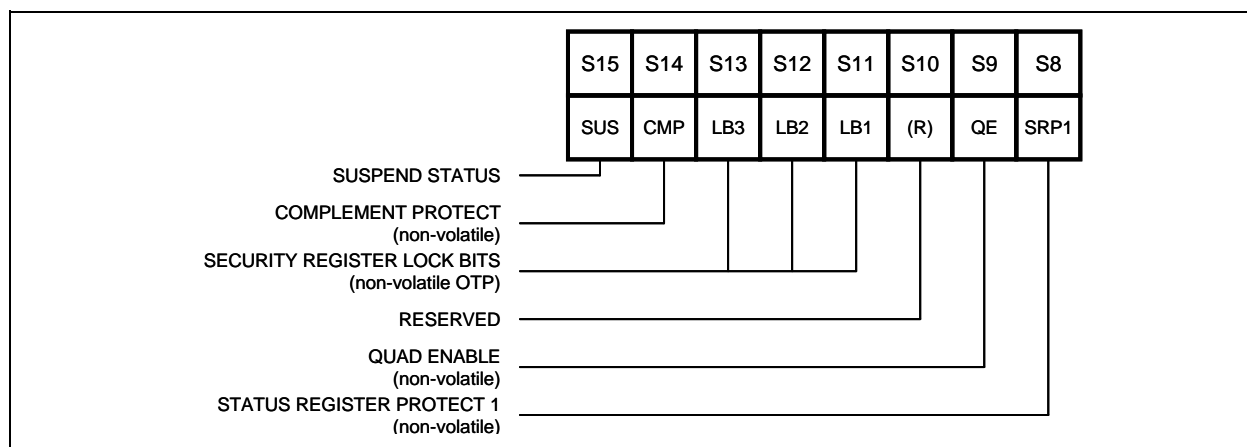 S15 S14 S13 S12 S11 S10 S9 S8
SUS CMP LB3 LB2 LB1 (R) QE SRP1
SUSPEND STATUS
COMPLEMENT PROTECT
(non-volatile)
SECURITY REGISTER LOCK BITS
(non-volatile OTP)
RESERVED
QUAD ENABLE
(non-volatile)
STATUS REGISTER PROTECT 1
(non-volatile)